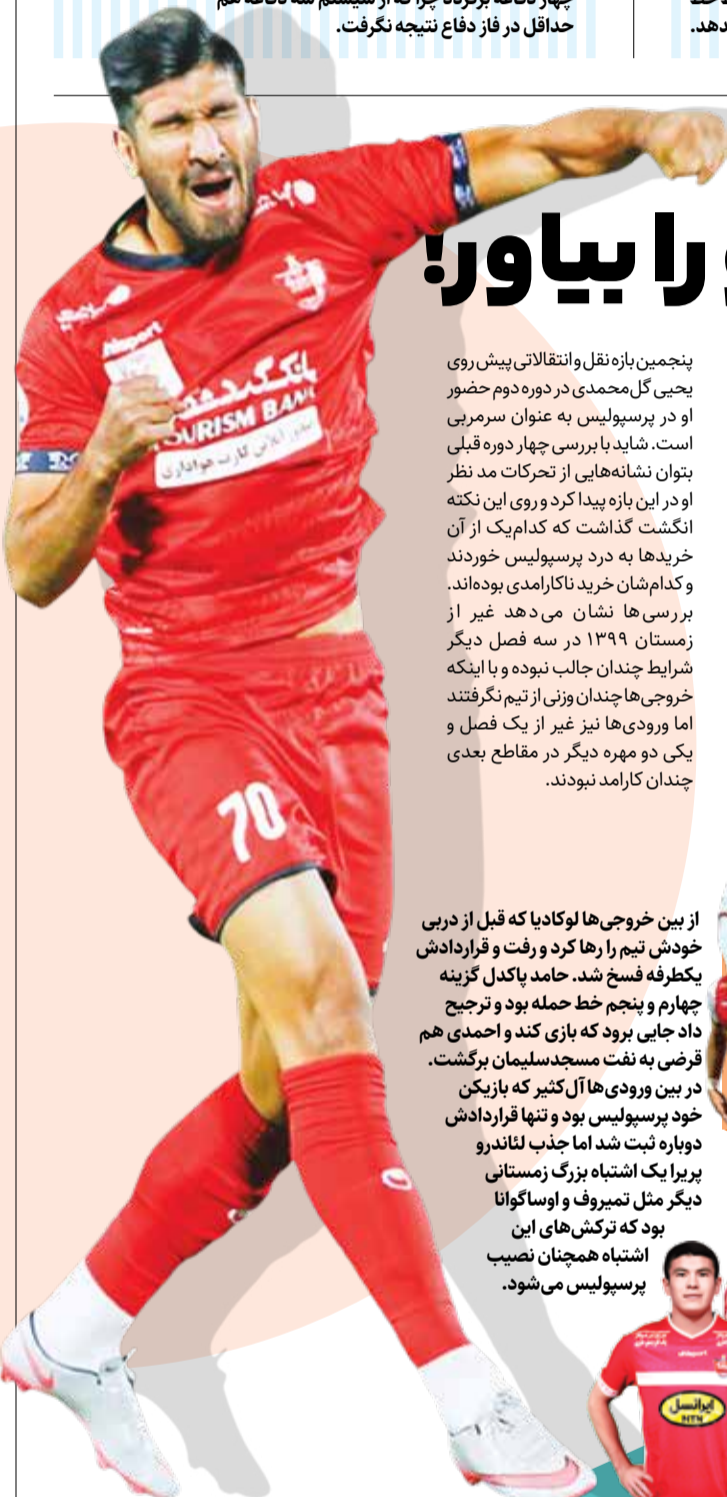 حداقل در فاز دفاع نتیجه نگرفت.
دهد.
را بیاور!
پنجمین بازه نقل و انتقالاتی پیش روی
یحیی گل‌محمدی در دوره دوم حضور
او در پرسپولیس به عنوان سرمربی
است. شاید با بررسی چهار دوره قبلی
بتوان نشانه‌هایی از تحرکات مد نظر
او در این بازه پیدا کرد و روی این نکته
انگشت گذاشت که کدام‌یک از آن
خریدها به درد پرسپولیس خوردند
و کدام‌شان خرید ناکارامدی بوده‌اند.
بررسی‌ها نشان می‌دهد غیر از
زمستان ۱۳۹۹ در سه فصل دیگر
شرایط چندان جالب نبوده و با اینکه
خروجی‌ها چندان وزنی از تیم نگرفتند
اما ورودی‌ها نیز غیر از یک فصل و
یکی دو مهره دیگر در مقاطع بعدی
چندان کارامد نبودند.
از بین خروجی‌ها لوکادیا که قبل از دربی
خودش تیم را رها کرد و رفت و قراردادش
یکطرفه فسخ شد. حامد پاکدل گزینه
چهارم و پنجم خط حمله بود و ترجیح
داد جایی برود که بازی کند و احمدی هم
قرضی به نفت مسجدسلیمان برگشت.
در بین ورودی‌ها آل‌کثیر که بازیکن
خود پرسپولیس بود و تنها قراردادش
دوباره ثبت شد اما جذب لئاندرو
پریرا یک اشتباه بزرگ زمستانی
دیگر مثل تمیروف و اوساگوانا
بود که ترکش‌های این
اشتباه همچنان نصیب
پرسپولیس می‌شود.
بانک گردشگری
OURISM BANK
کارت هواداری
70
ایرانسل
MTN